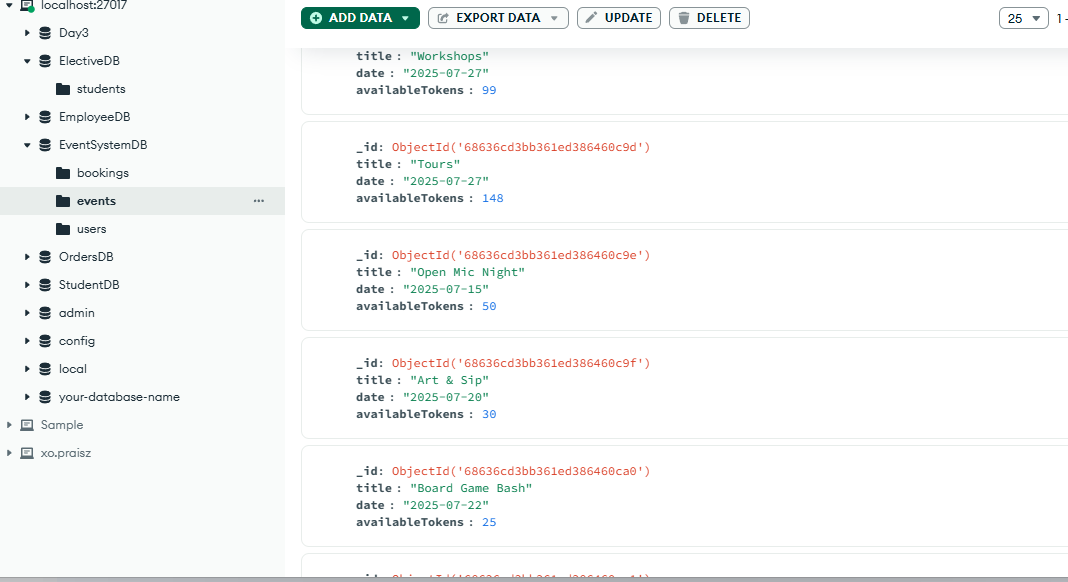 localhost:27017
Day3
ElectiveDB
students
EmployeeDB
EventSystemDB
bookings
events
users
OrdersDB
StudentDB
admin
config
local
your-database-name
Sample
xo.praisz
ADD DATA EXPORT DATA UPDATE DELETE 25 1 -
title : "Workshops"
date : "2025-07-27"
availableTokens : 99
_id: ObjectId('68636cd3bb361ed386460c9d')
title : "Tours"
date : "2025-07-27"
availableTokens : 148
_id: ObjectId('68636cd3bb361ed386460c9e')
title : "Open Mic Night"
date : "2025-07-15"
availableTokens : 50
_id: ObjectId('68636cd3bb361ed386460c9f')
title : "Art & Sip"
date : "2025-07-20"
availableTokens : 30
_id: ObjectId('68636cd3bb361ed386460ca0')
title : "Board Game Bash"
date : "2025-07-22"
availableTokens : 25